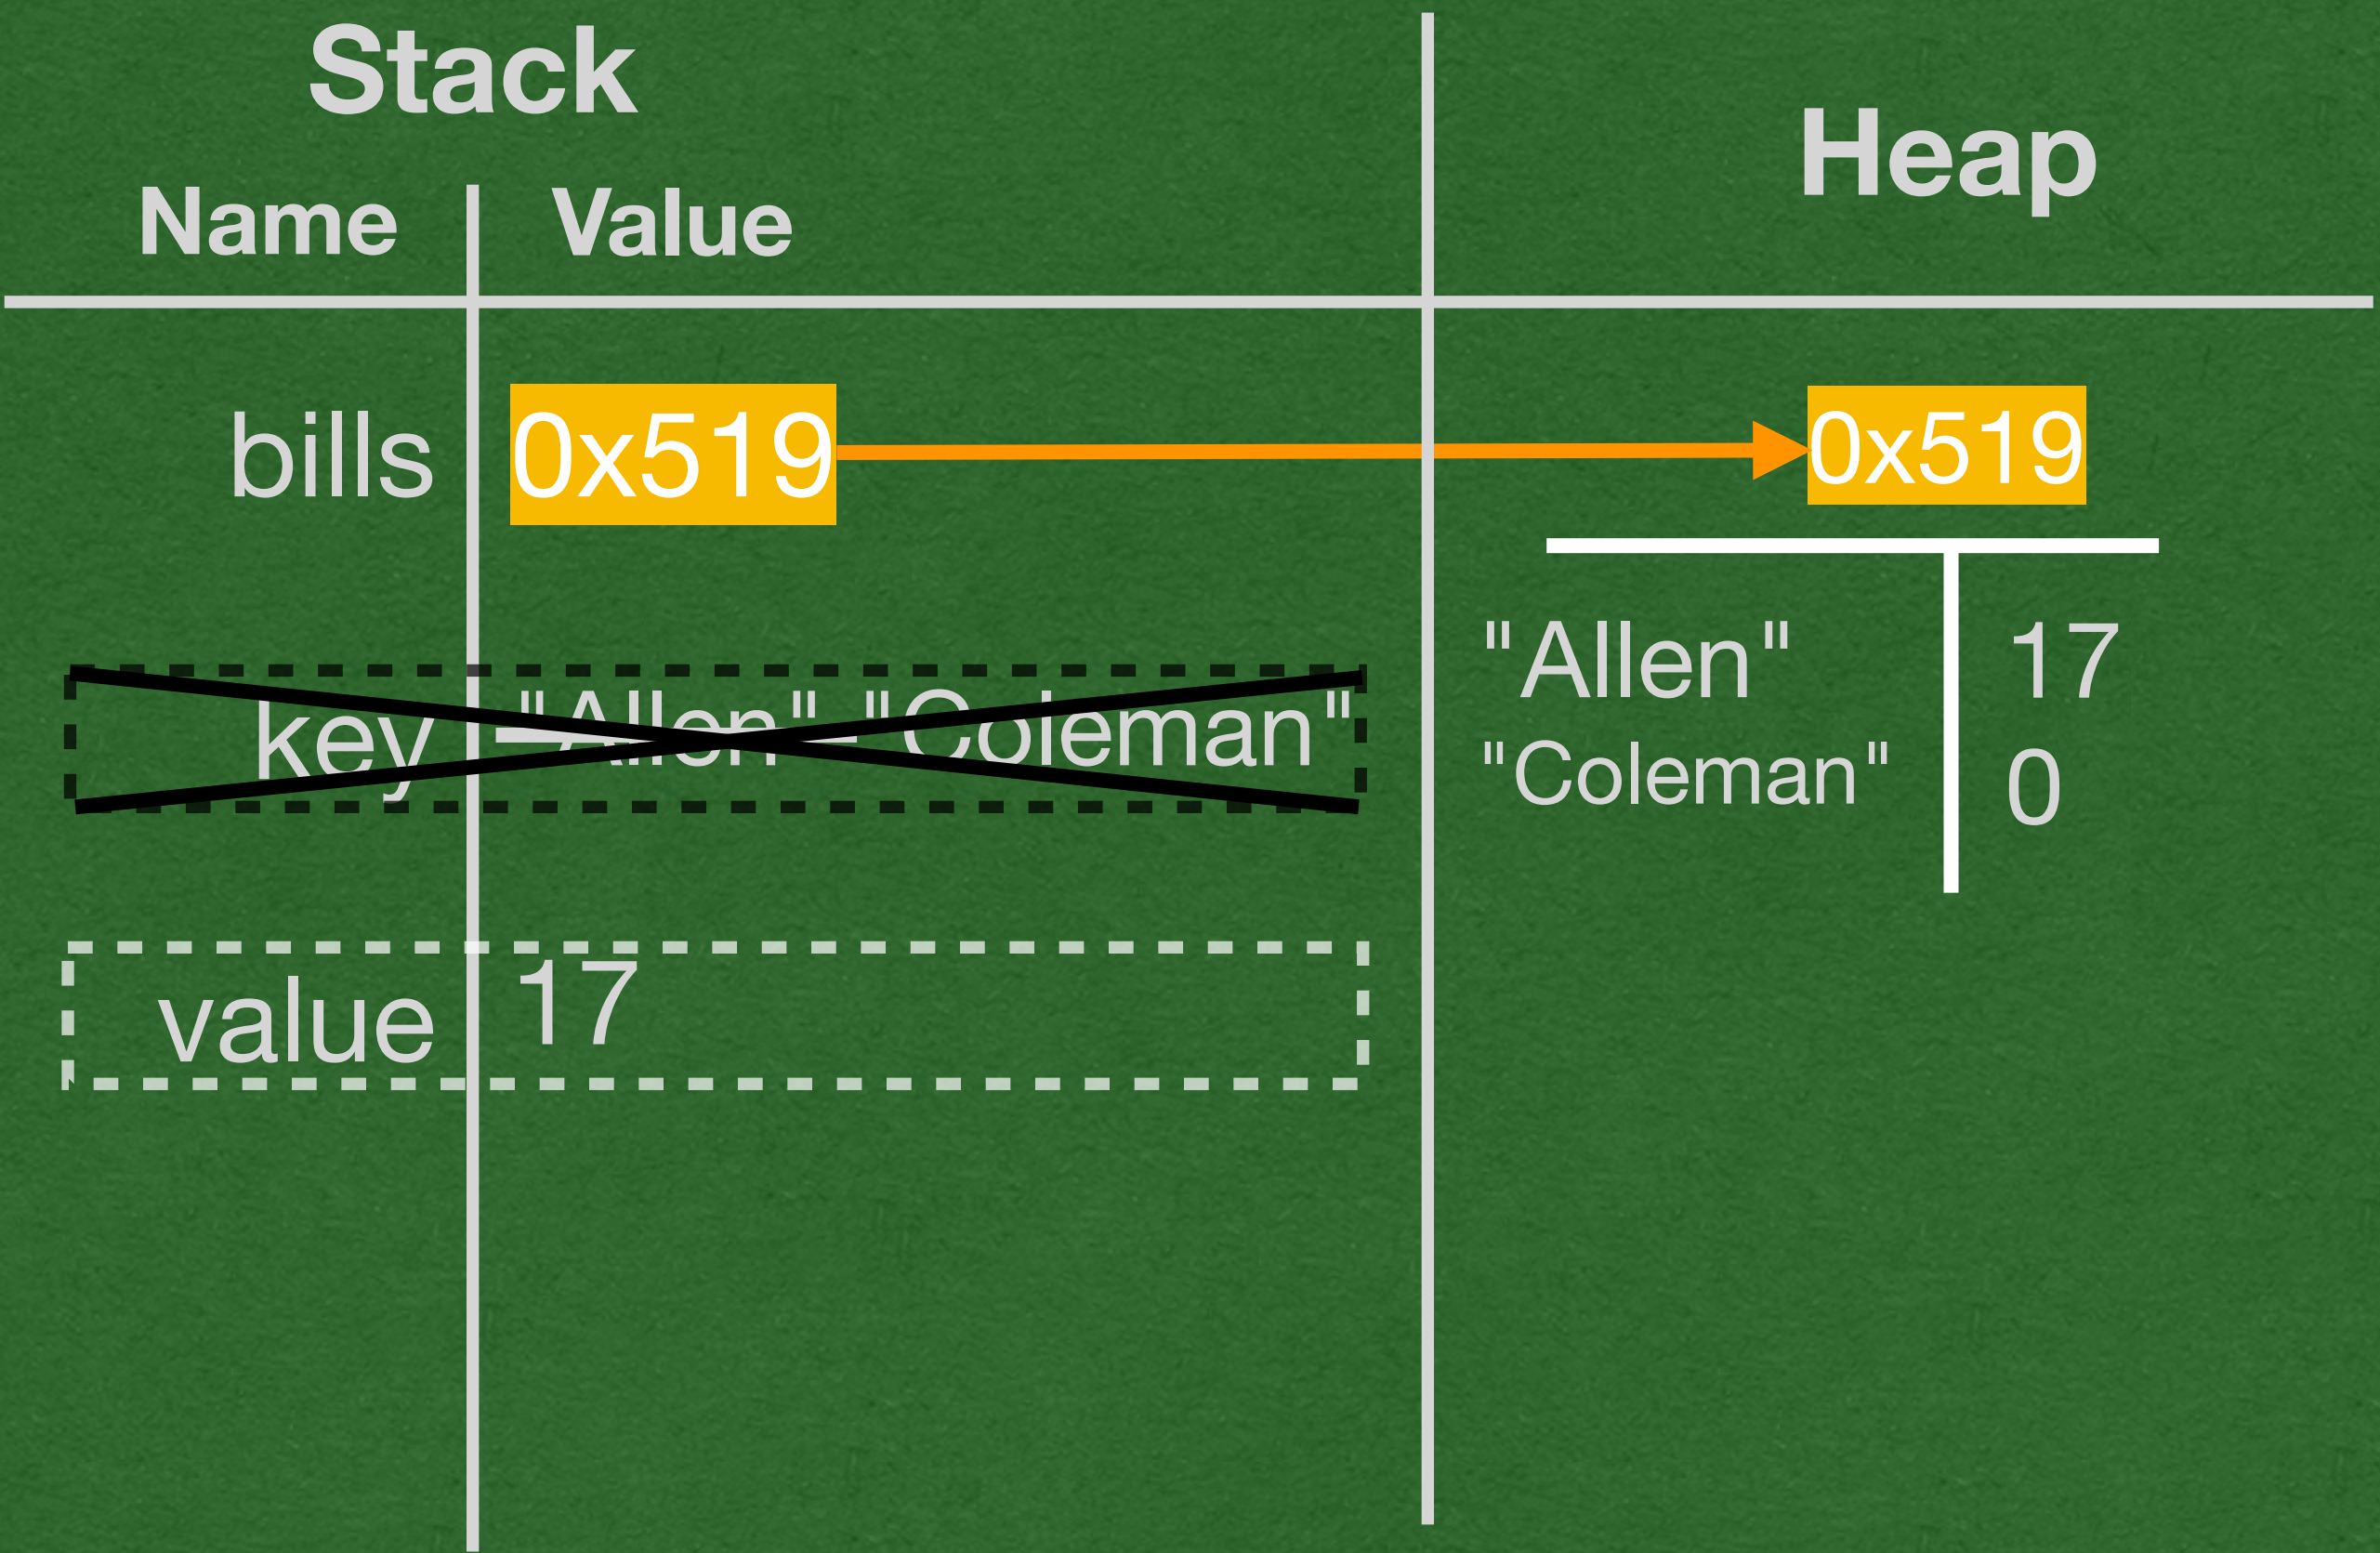 Stack
Heap
Name Value
bills 0x519 0x519
"Allen" 17
key "Allen" "Coleman"
"Coleman" 0
value 17